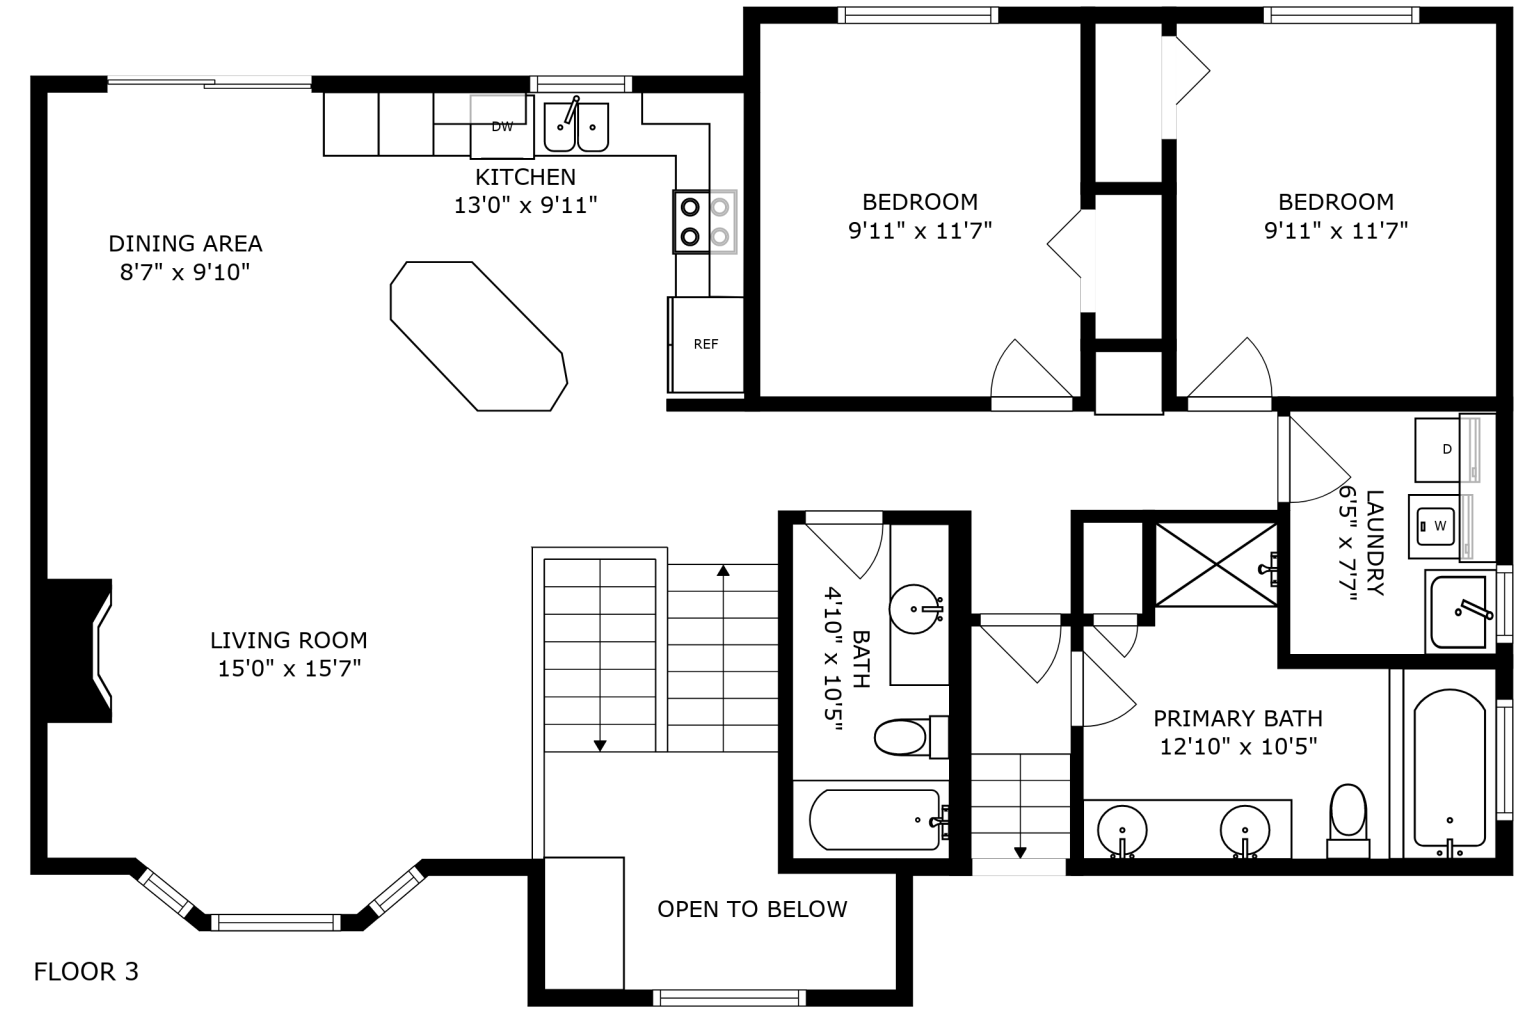 DW
KITCHEN
13'0" x 9'11"
DINING AREA
8'7" x 9'10"
REF
BEDROOM
9'11" x 11'7"
BEDROOM
9'11" x 11'7"
D
W
LAUNDRY
6'5" x 7'7"
LIVING ROOM
15'0" x 15'7"
BATH
4'10" x 10'5"
PRIMARY BATH
12'10" x 10'5"
OPEN TO BELOW
FLOOR 3